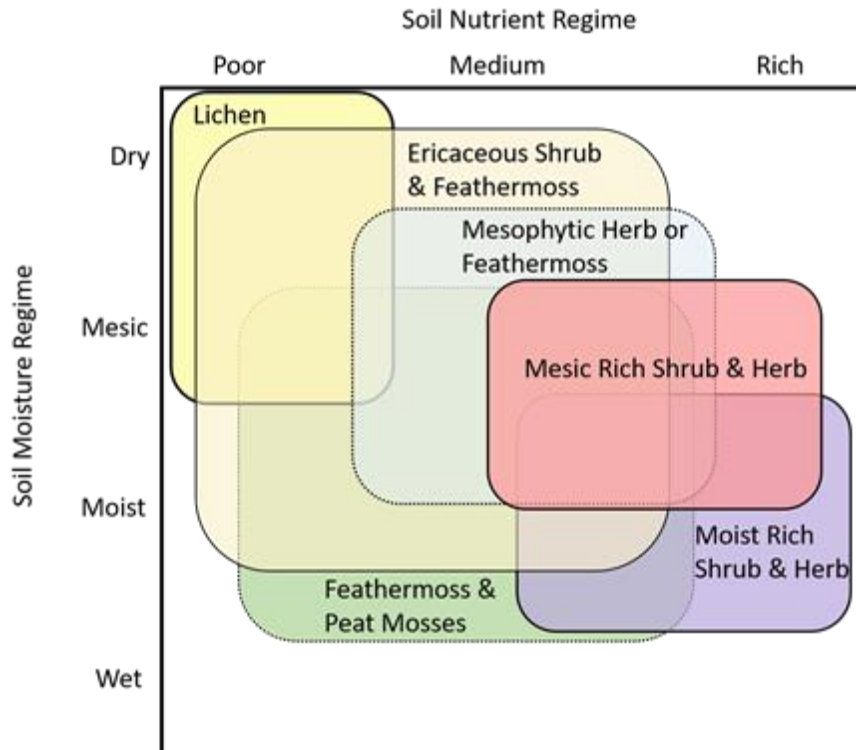 Soil Nutrient Regime
Poor
Medium
Rich
Soil Moisture Regime
Dry
Mesic
Moist
Wet
Lichen
Ericaceous Shrub
& Feathermoss
Mesophytic Herb or
Feathermoss
Mesic Rich Shrub & Herb
Moist Rich
Shrub & Herb
Feathermoss &
Peat Mosses